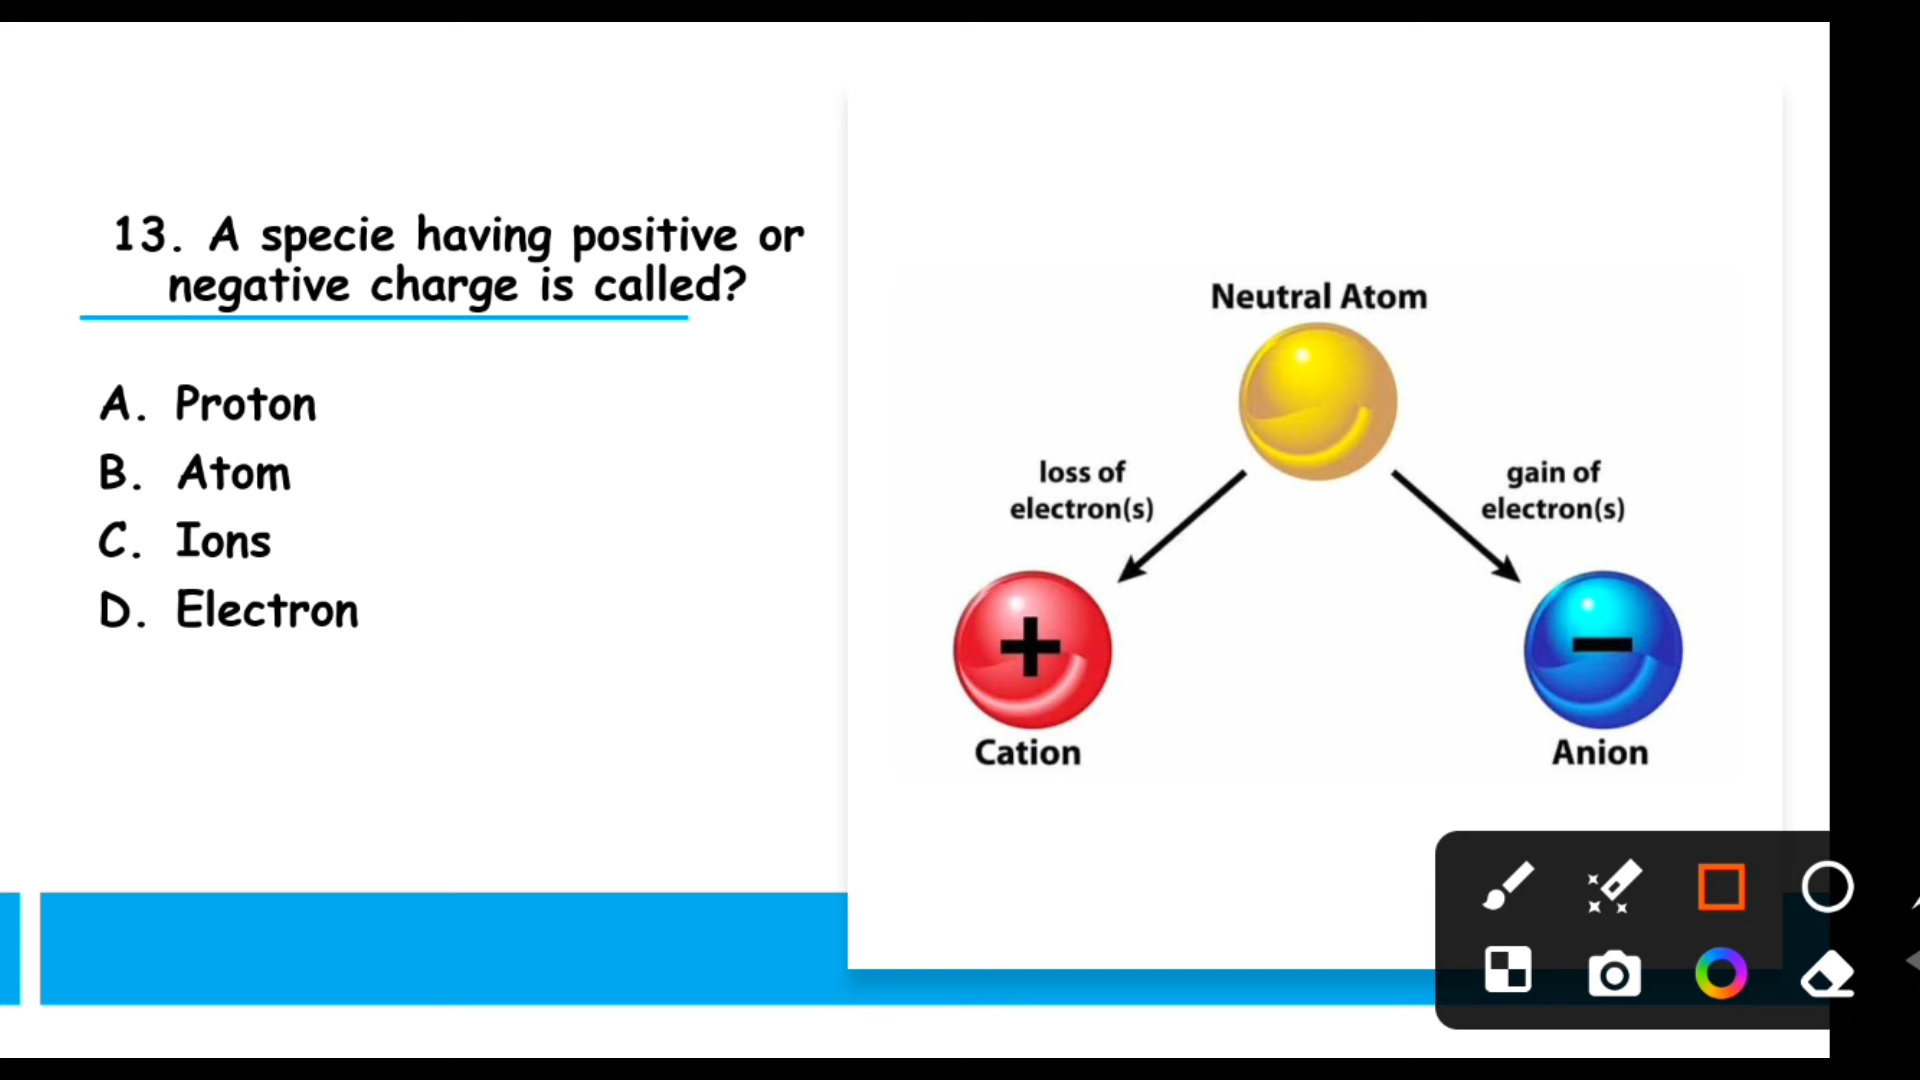 13. A specie having positive or
negative charge is called?
A. Proton
B. Atom
C. Ions
D. Electron
Neutral Atom
loss of
electron(s)
gain of
electron(s)
+
−
Cation
Anion